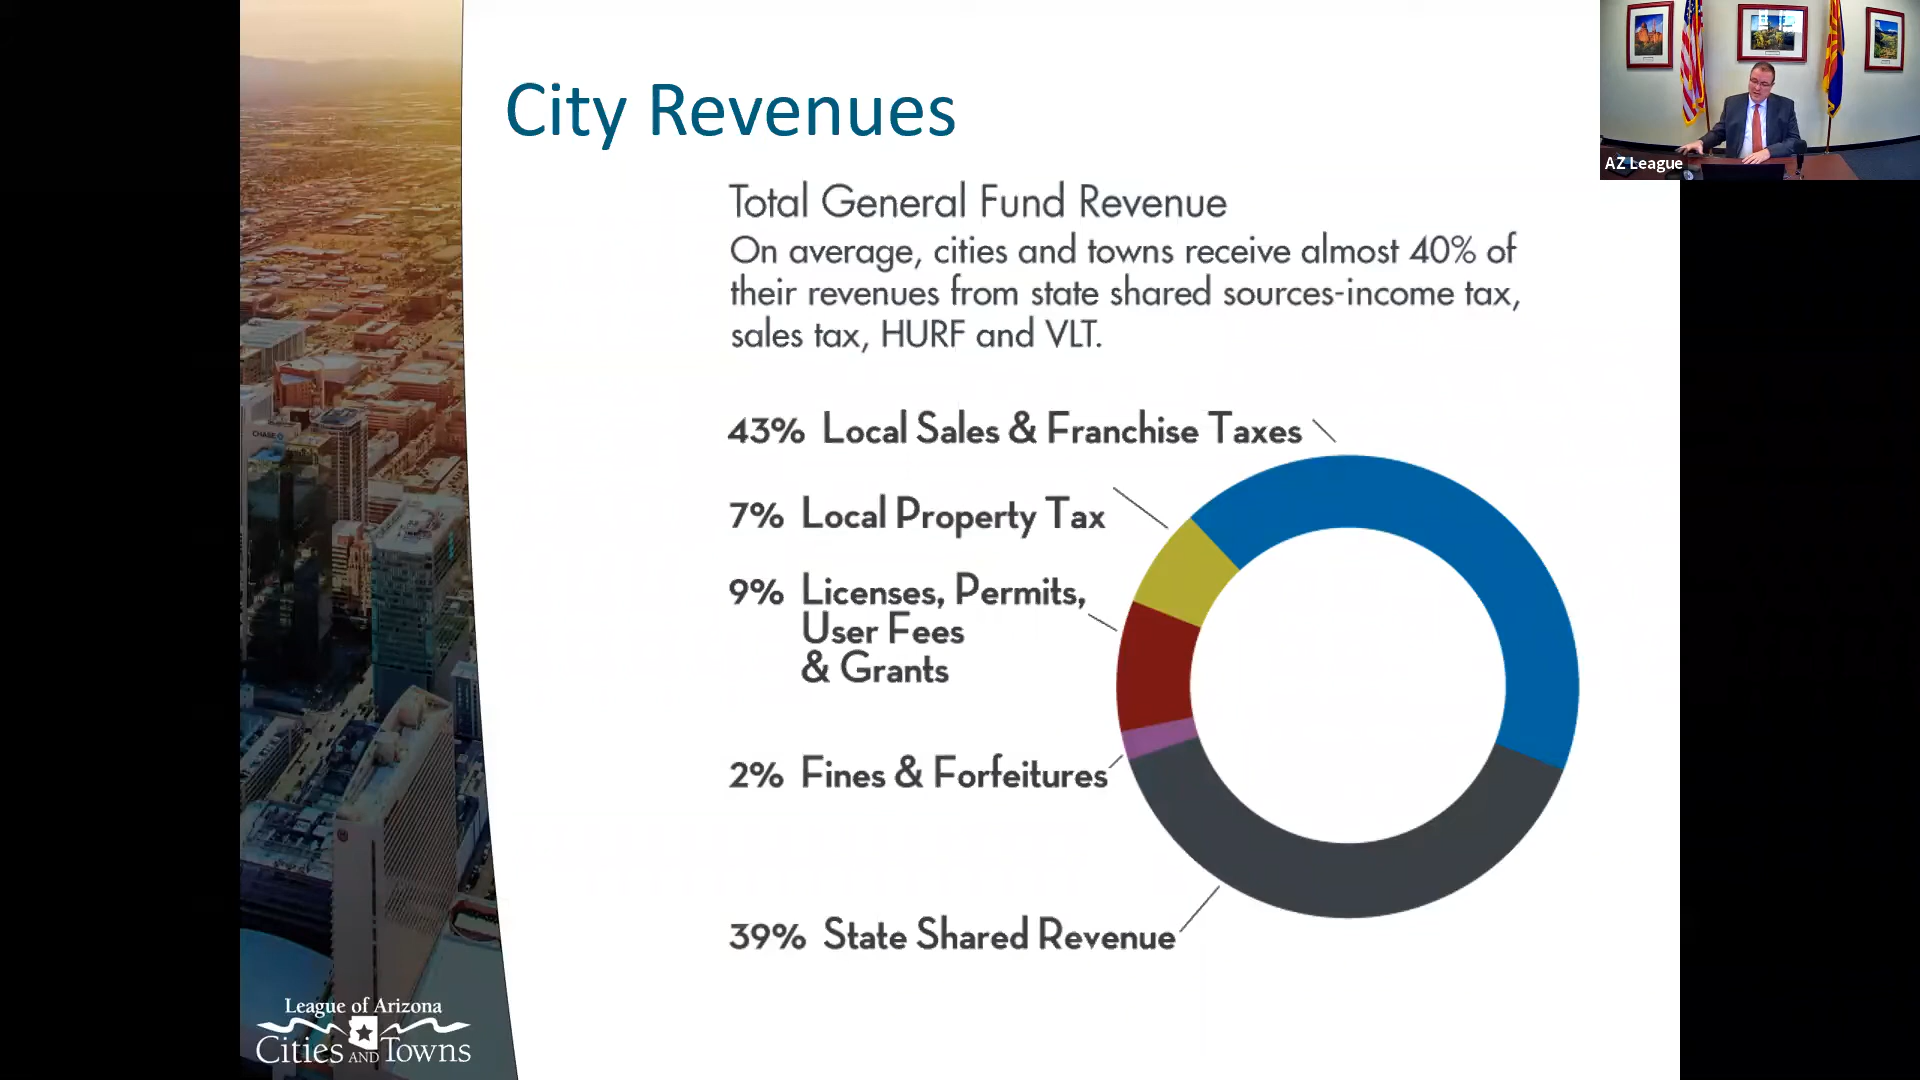 City Revenues
AZ League
Total General Fund Revenue
On average, cities and towns receive almost 40% of
their revenues from state shared sources-income tax,
sales tax, HURF and VLT.
43% Local Sales & Franchise Taxes
7% Local Property Tax
9% Licenses, Permits,
User Fees
& Grants
2% Fines & Forfeitures
39% State Shared Revenue
CHASE
League of Arizona
Cities AND Towns